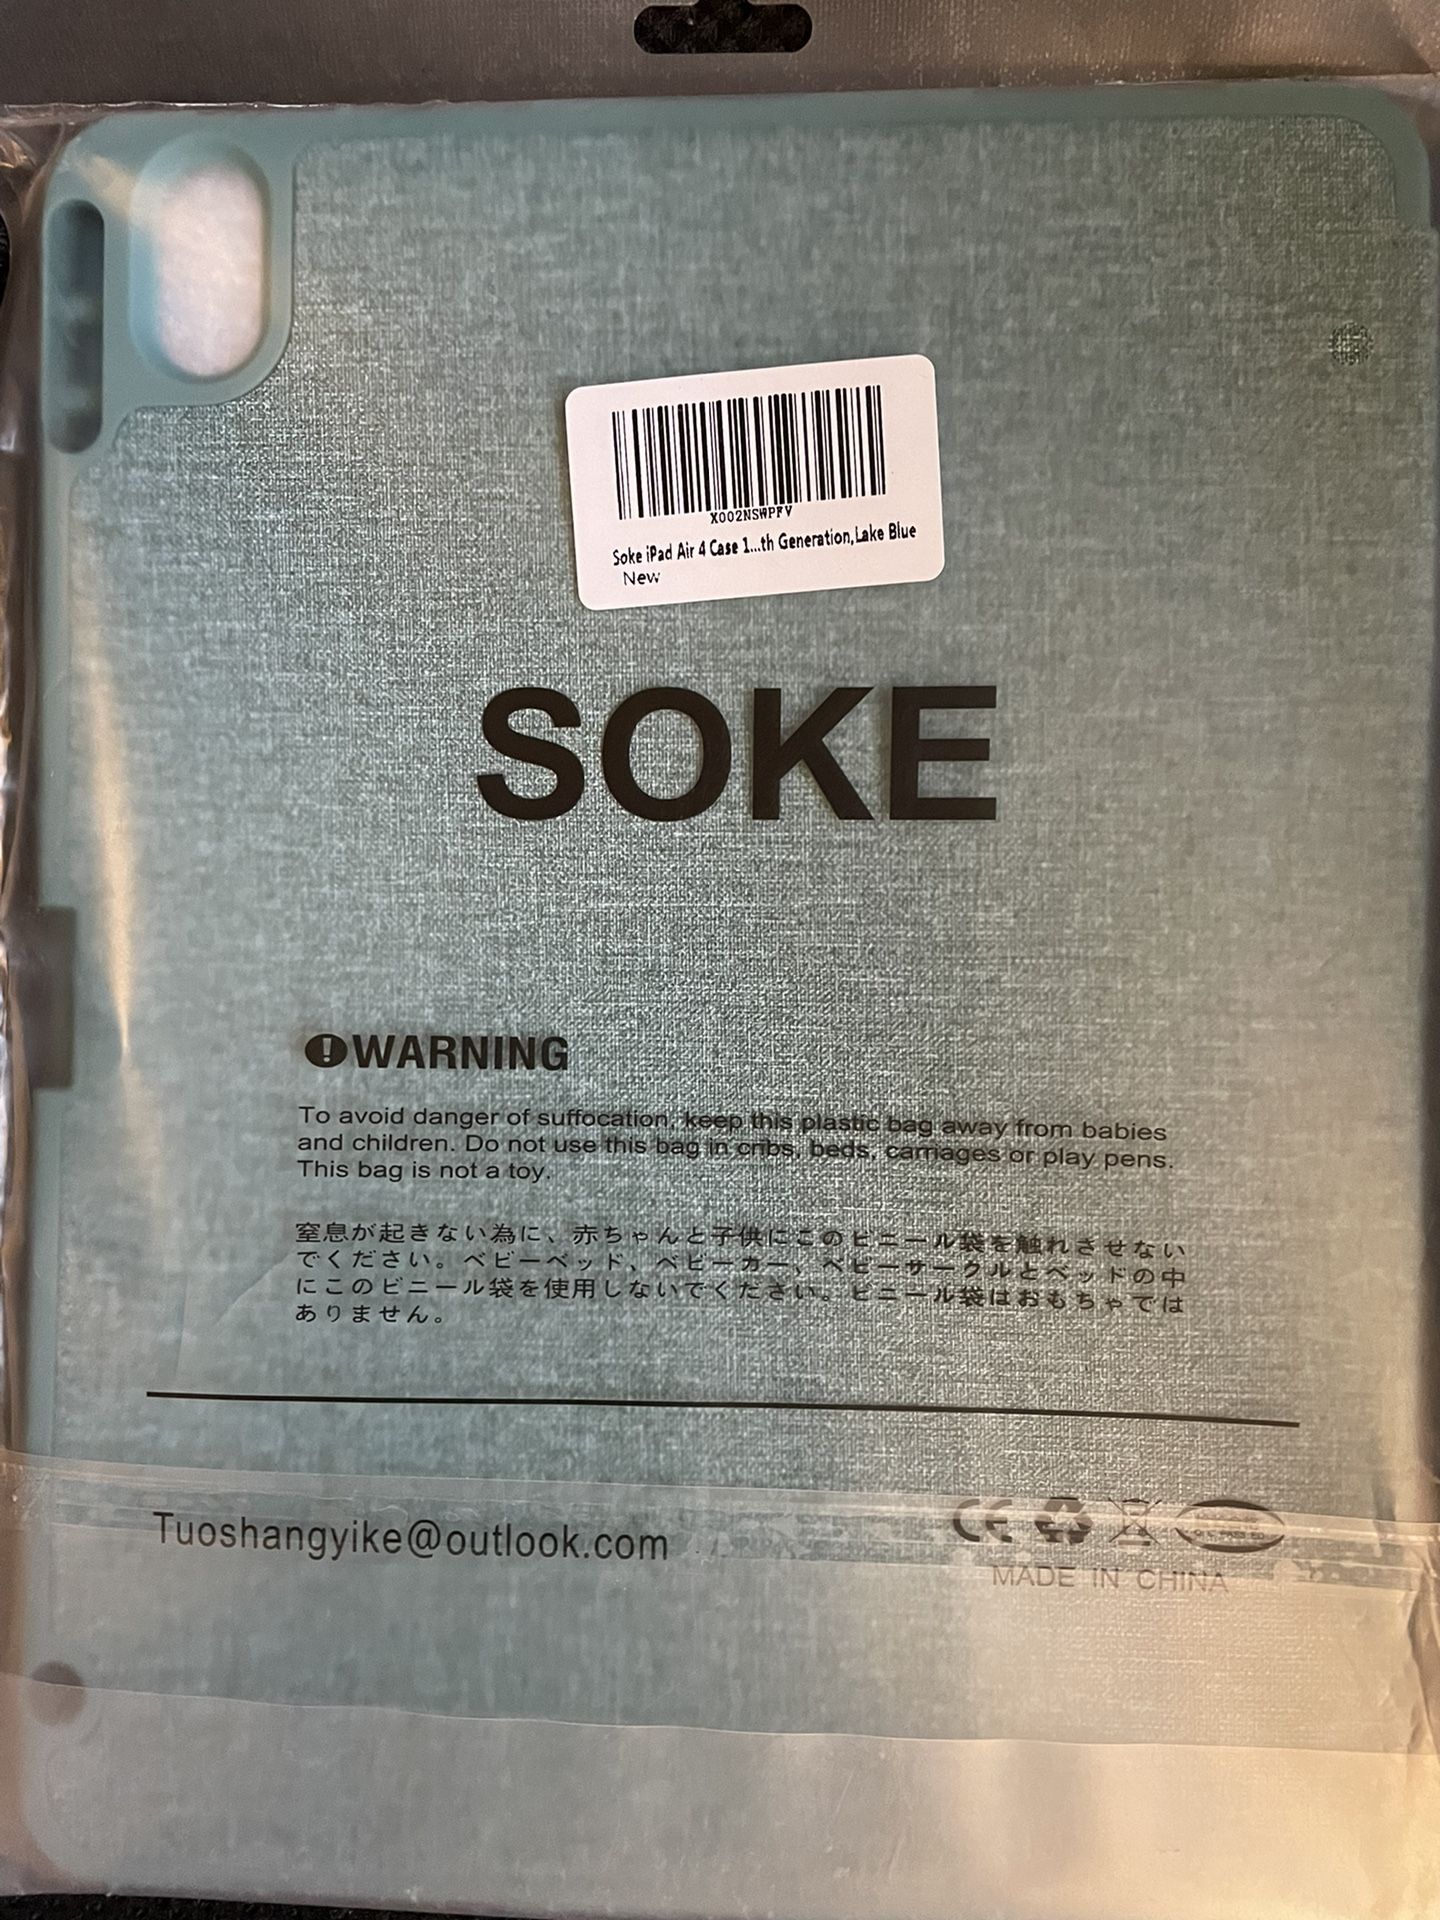 X002NSWPFV
Soke iPad Air 4 Case 1...th Generation,Lake Blue
New
SOKE
WARNING
To avoid danger of suffocation, keep this plastic bag away from babies
and children. Do not use this bag in cribs, beds, carriages or play pens.
This bag is not a toy.
窒息が起きない為に、赤ちゃんと子供にこのビニール袋を触れさせない
でください。ベビーベッド、ベビーカー、ベビーサークルとベッドの中
にこのビニール袋を使用しないでください。ビニール袋はおもちゃでは
ありません。
Tuoshangyike@outlook.com
CE
MADE IN CHINA